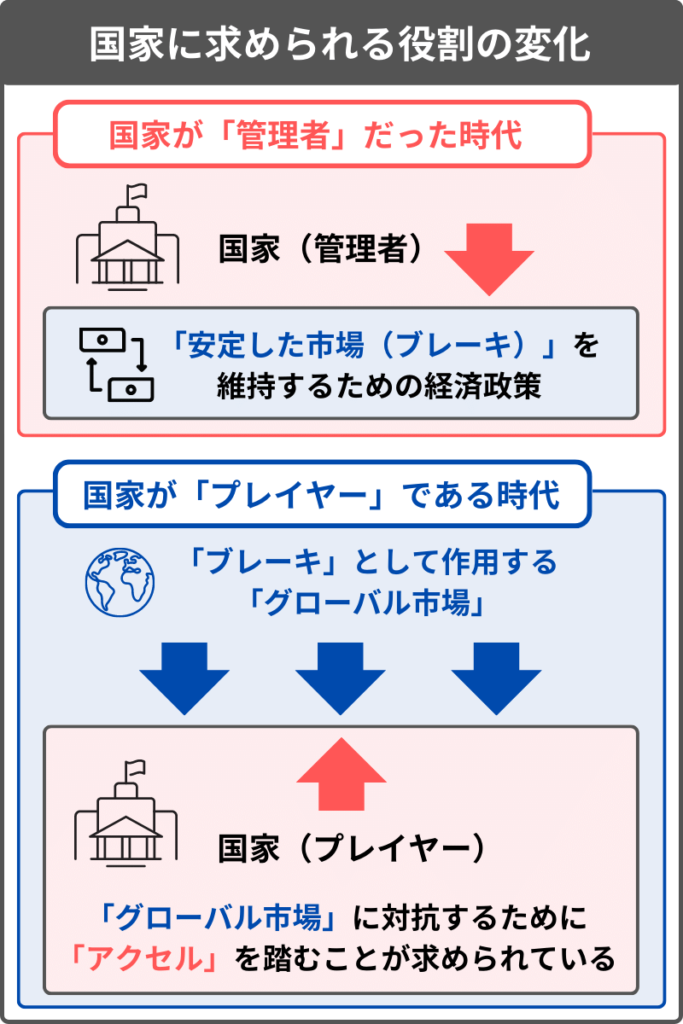 国家に求められる役割の変化
国家が「管理者」だった時代
国家（管理者）
「安定した市場（ブレーキ）」を
維持するための経済政策
国家が「プレイヤー」である時代
「ブレーキ」として作用する
「グローバル市場」
国家（プレイヤー）
「グローバル市場」に対抗するために
「アクセル」を踏むことが求められている